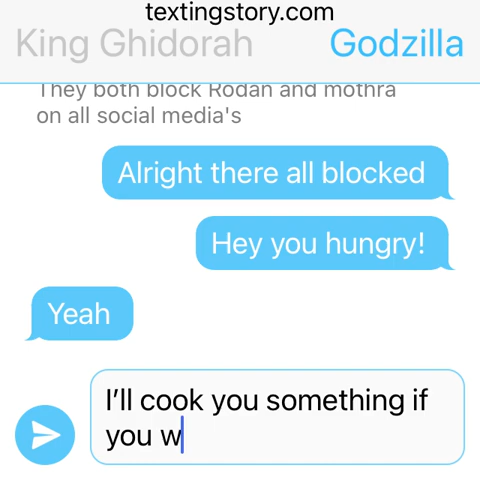 textingstory.com
King Ghidorah Godzilla
They both block Rodan and mothra
on all social media's
Alright there all blocked
Hey you hungry!
Yeah
I'll cook you something if
you w